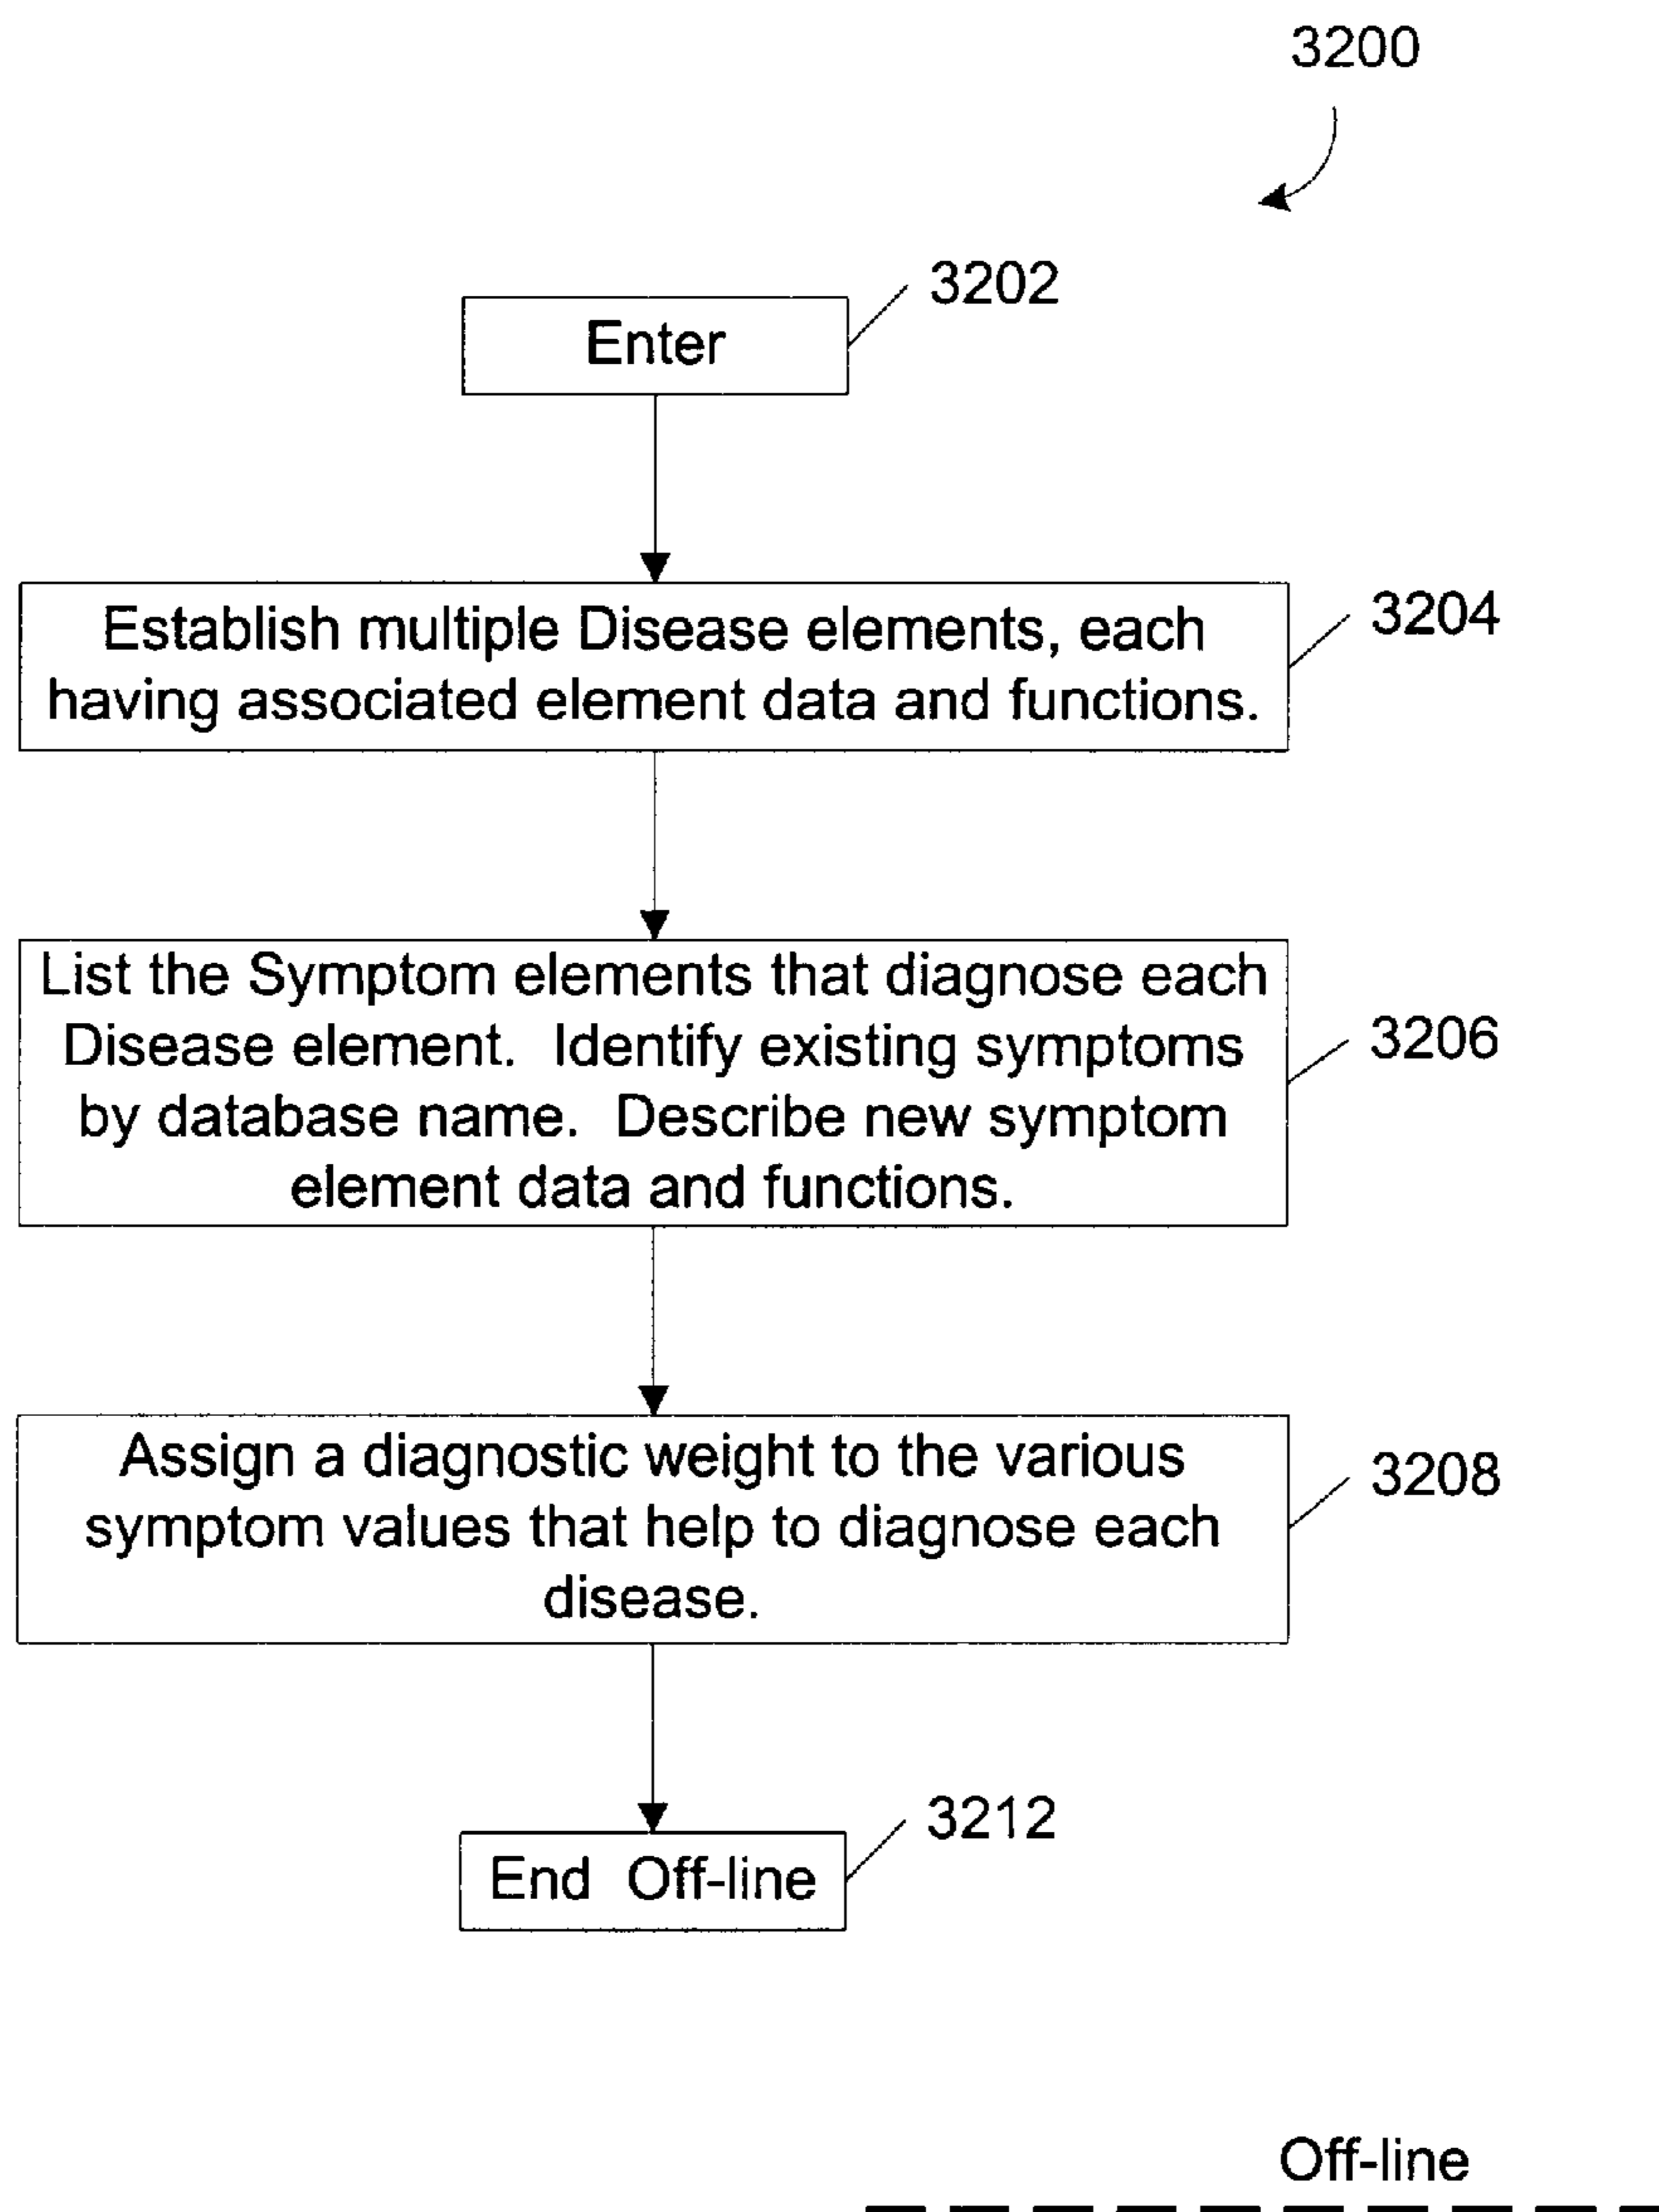 3200
3202
Enter
3204
Establish multiple Disease elements, each
having associated element data and functions.
List the Symptom elements that diagnose each
Disease element.  Identify existing symptoms
3206
by database name.  Describe new symptom
element data and functions.
Assign a diagnostic weight to the various
3208
symptom values that help to diagnose each
disease.
3212
End  Off-line
Off-line